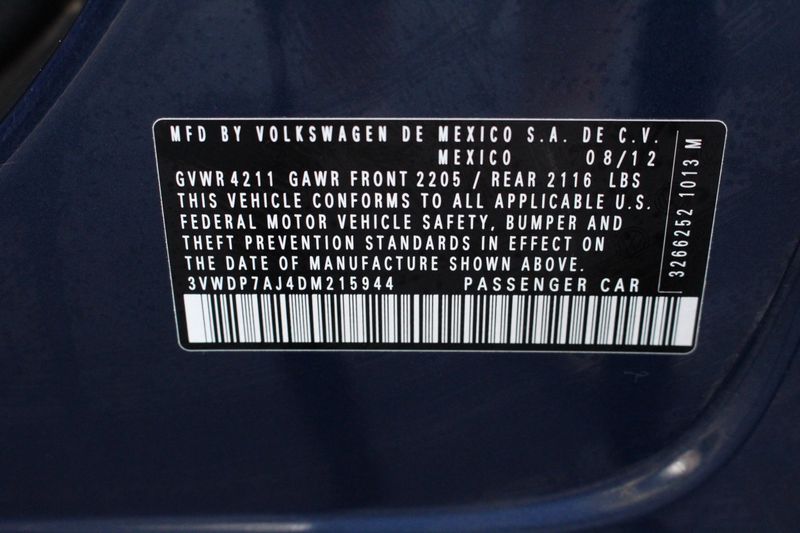 MFD BY VOLKSWAGEN DE MEXICO S.A. DE C.V.
MEXICO 08/12
GVWR 4211 GAWR FRONT 2205 / REAR 2116 LBS
THIS VEHICLE CONFORMS TO ALL APPLICABLE U.S.
FEDERAL MOTOR VEHICLE SAFETY, BUMPER AND
THEFT PREVENTION STANDARDS IN EFFECT ON
THE DATE OF MANUFACTURE SHOWN ABOVE.
3VWDP7AJ4DM215944 PASSENGER CAR
3266252 1013 M